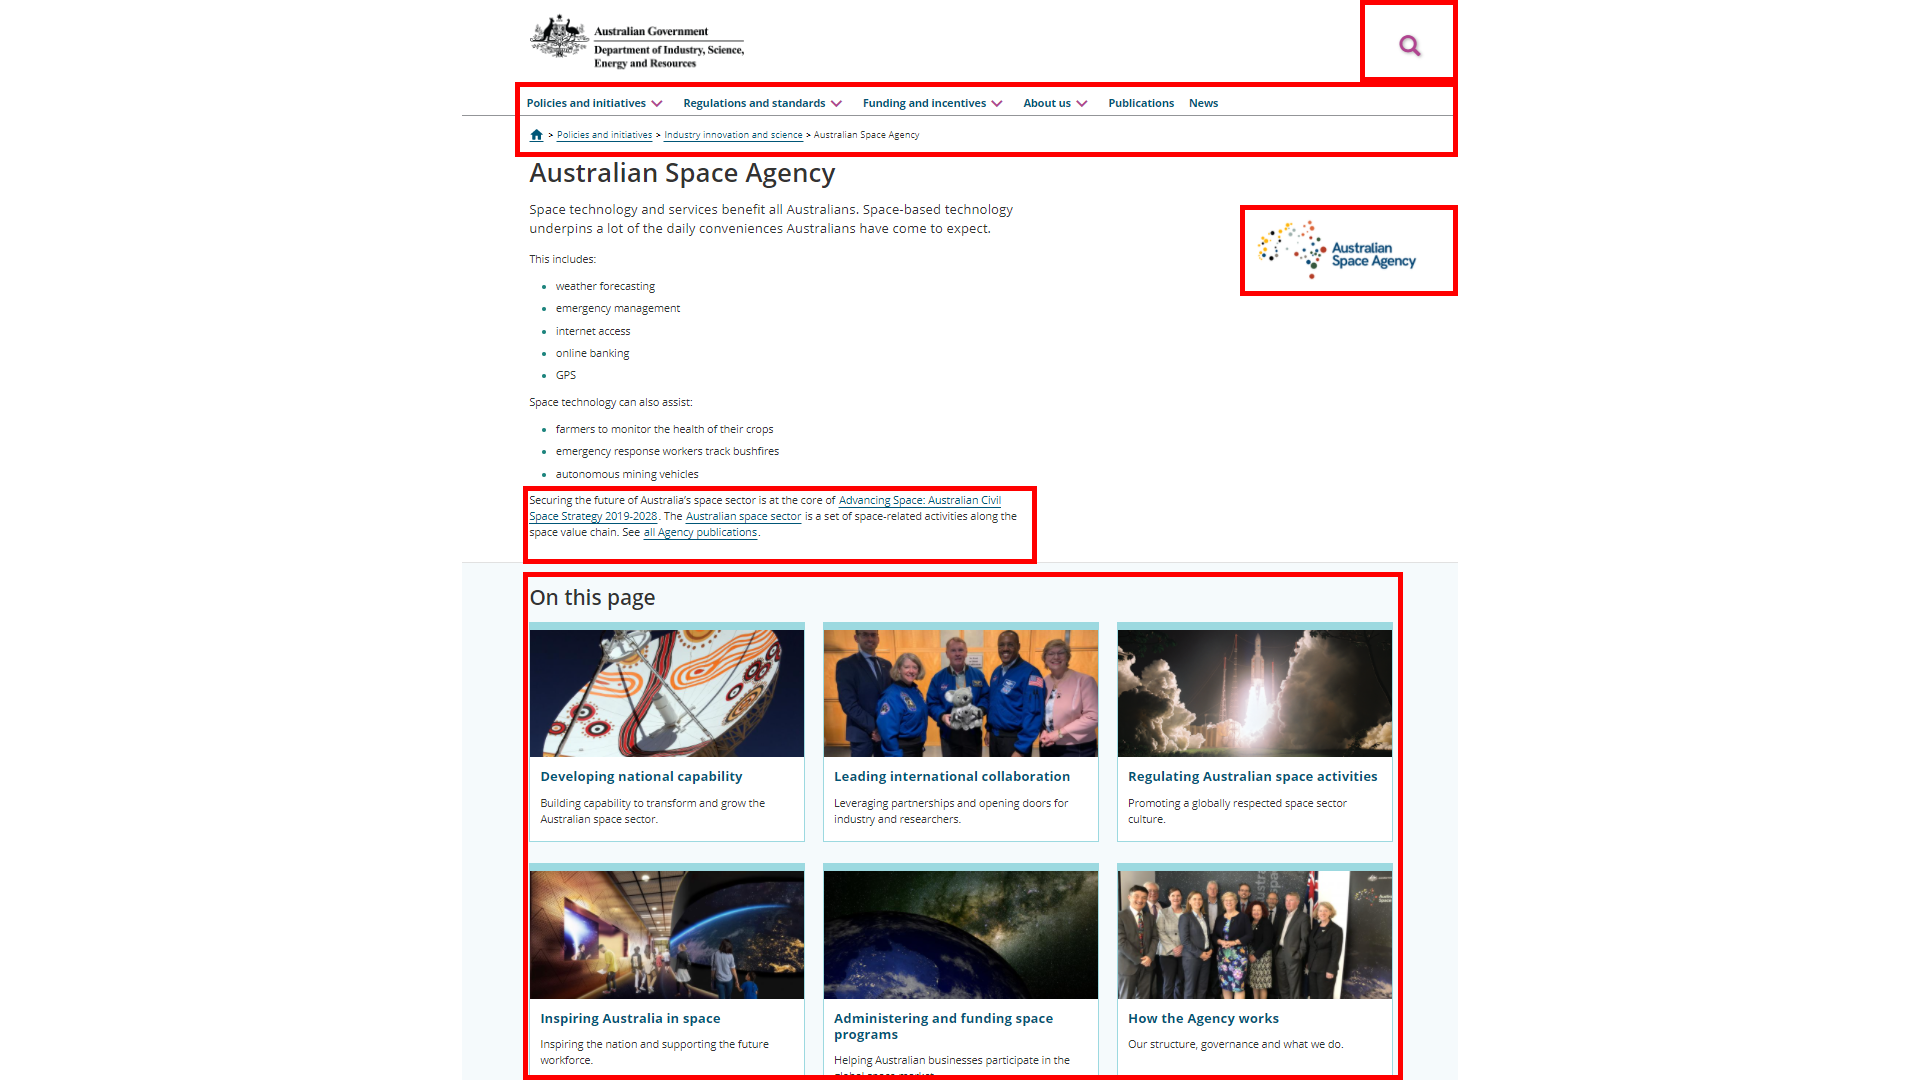 Australian Government
Department of Industry, Science,
Energy and Resources
Policies and initiatives Regulations and standards Funding and incentives About us Publications News
> Policies and initiatives > Industry innovation and science > Australian Space Agency
Australian Space Agency
Space technology and services benefit all Australians. Space-based technology
underpins a lot of the daily conveniences Australians have come to expect.
Australian
Space Agency
This includes:
weather forecasting
emergency management
internet access
online banking
GPS
Space technology can also assist:
farmers to monitor the health of their crops
emergency response workers track bushfires
autonomous mining vehicles
Securing the future of Australia's space sector is at the core of Advancing Space: Australian Civil
Space Strategy 2019-2028. The Australian space sector is a set of space-related activities along the
space value chain. See all Agency publications.
On this page
Developing national capability
Building capability to transform and grow the
Australian space sector.
Leading international collaboration
Leveraging partnerships and opening doors for
industry and researchers.
Regulating Australian space activities
Promoting a globally respected space sector
culture.
Inspiring Australia in space
Inspiring the nation and supporting the future
workforce.
Administering and funding space
programs
Helping Australian businesses participate in the
global space market.
How the Agency works
Our structure, governance and what we do.